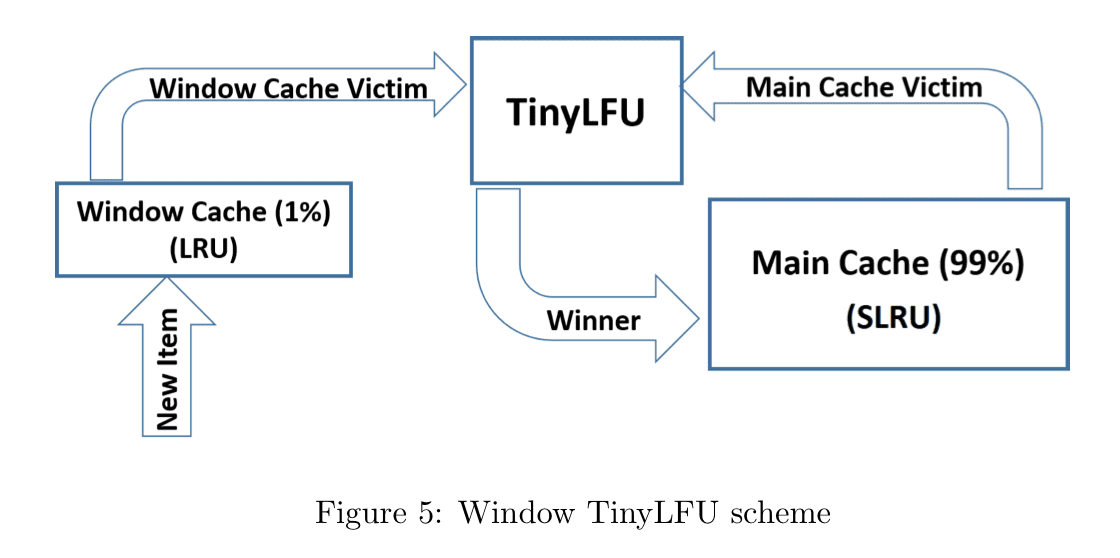 Window Cache Victim
TinyLFU
Main Cache Victim
Window Cache (1%)
(LRU)
Main Cache (99%)
(SLRU)
Winner
New Item
Figure 5: Window TinyLFU scheme